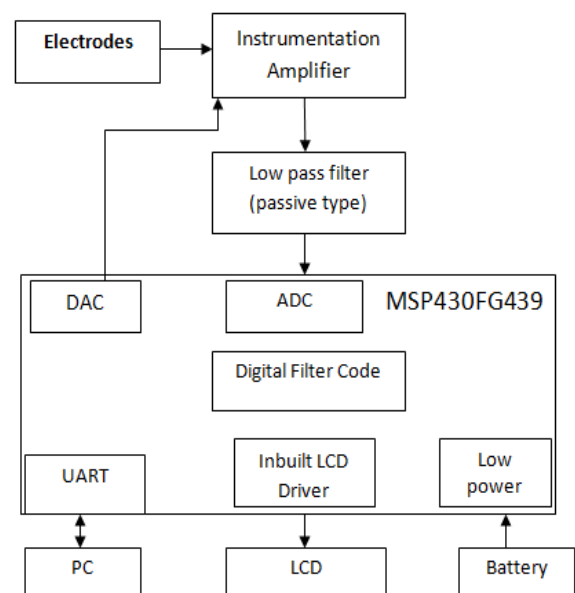 Electrodes
Instrumentation
Amplifier
Low pass filter
(passive type)
DAC
ADC
MSP430FG439
Digital Filter Code
UART
Inbuilt LCD
Driver
Low
power
PC
LCD
Battery